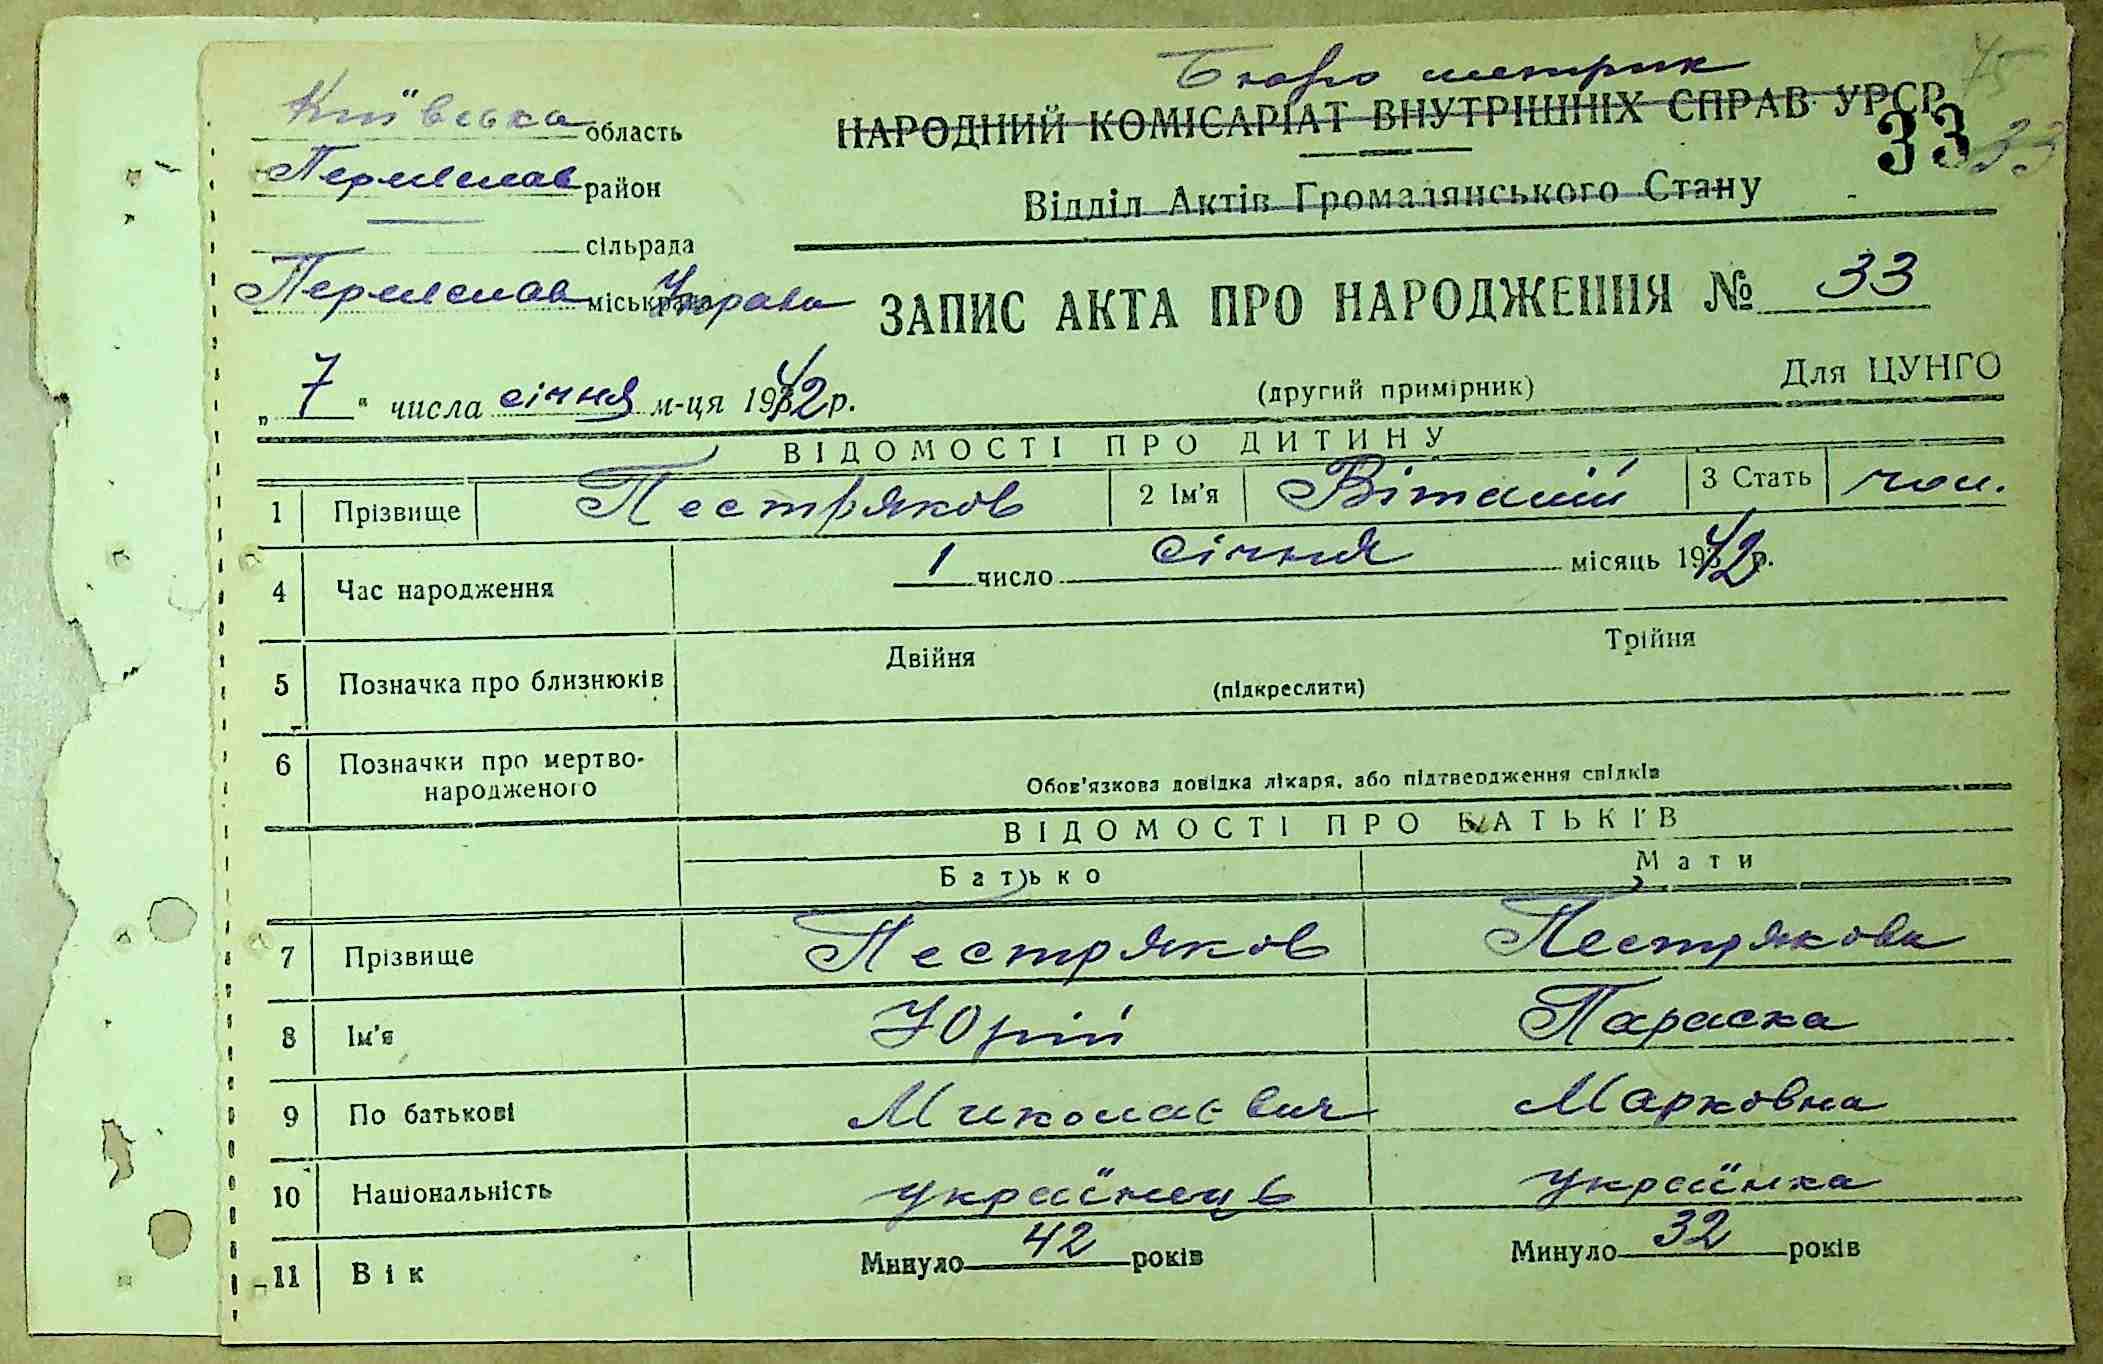 Бюро метрик
45
Київська область
НАРОДНИЙ КОМІСАРІАТ ВНУТРІШНІХ СПРАВ УРСР
33 33
Переяслав район
Відділ Актів Громадянського Стану
сільрада
Переяслав міськрада Управа
ЗАПИС АКТА ПРО НАРОДЖЕННЯ № 33
„ 7 “ числа січня м-ця 1942 р.
(другий примірник)
Для ЦУНГО
ВІДОМОСТІ ПРО ДИТИНУ
1 Прізвище Пестряков 2 Ім'я Віталій 3 Стать чол.
4 Час народження 1 число січня місяць 1942 р.
5 Позначка про близнюків Двійня Трійня
(підкреслити)
6 Позначки про мертво-
народженого
Обов'язкова довідка лікаря, або підтвердження свідків
ВІДОМОСТІ ПРО БАТЬКІВ
Батько Мати
7 Прізвище Пестряков Пестрякова
8 Ім'я Юрій Параска
9 По батькові Миколаєвич Марковна
10 Національність українець українка
11 Вік Минуло 42 років Минуло 32 років